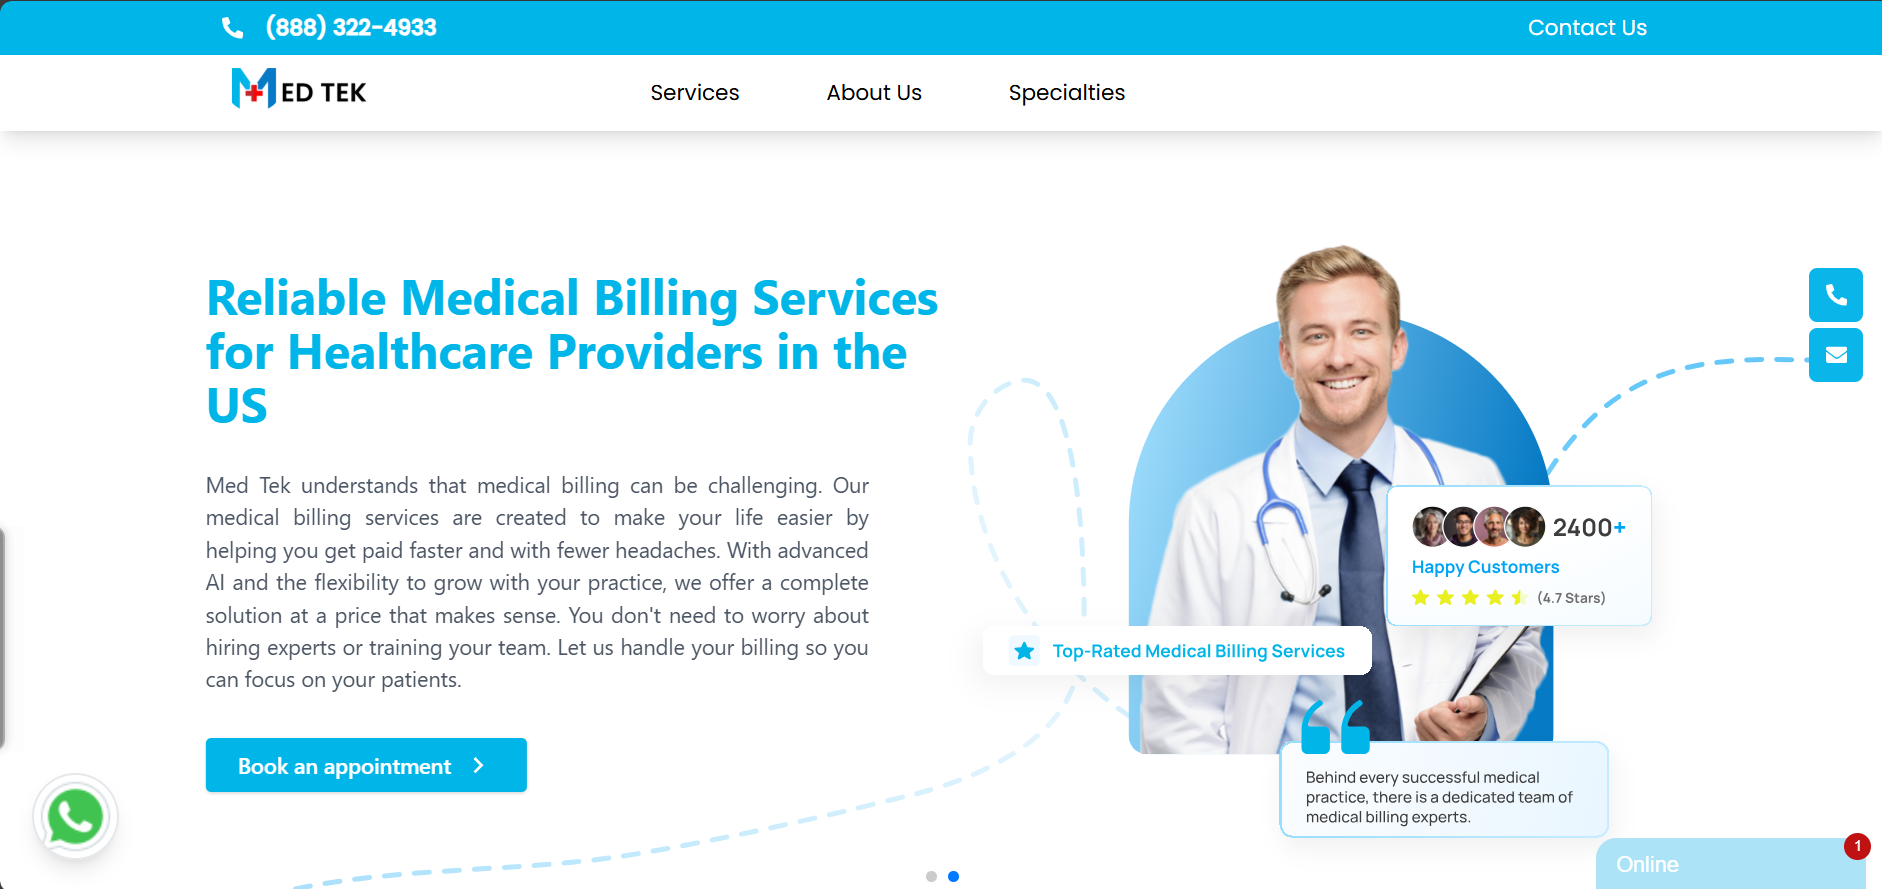 (888) 322-4933
Contact Us
MED TEK
Services
About Us
Specialties
Reliable Medical Billing Services
for Healthcare Providers in the
US
Med Tek understands that medical billing can be challenging. Our
medical billing services are created to make your life easier by
helping you get paid faster and with fewer headaches. With advanced
AI and the flexibility to grow with your practice, we offer a complete
solution at a price that makes sense. You don't need to worry about
hiring experts or training your team. Let us handle your billing so you
can focus on your patients.
Book an appointment
2400+
Happy Customers
(4.7 Stars)
Top-Rated Medical Billing Services
Behind every successful medical
practice, there is a dedicated team of
medical billing experts.
Online
1